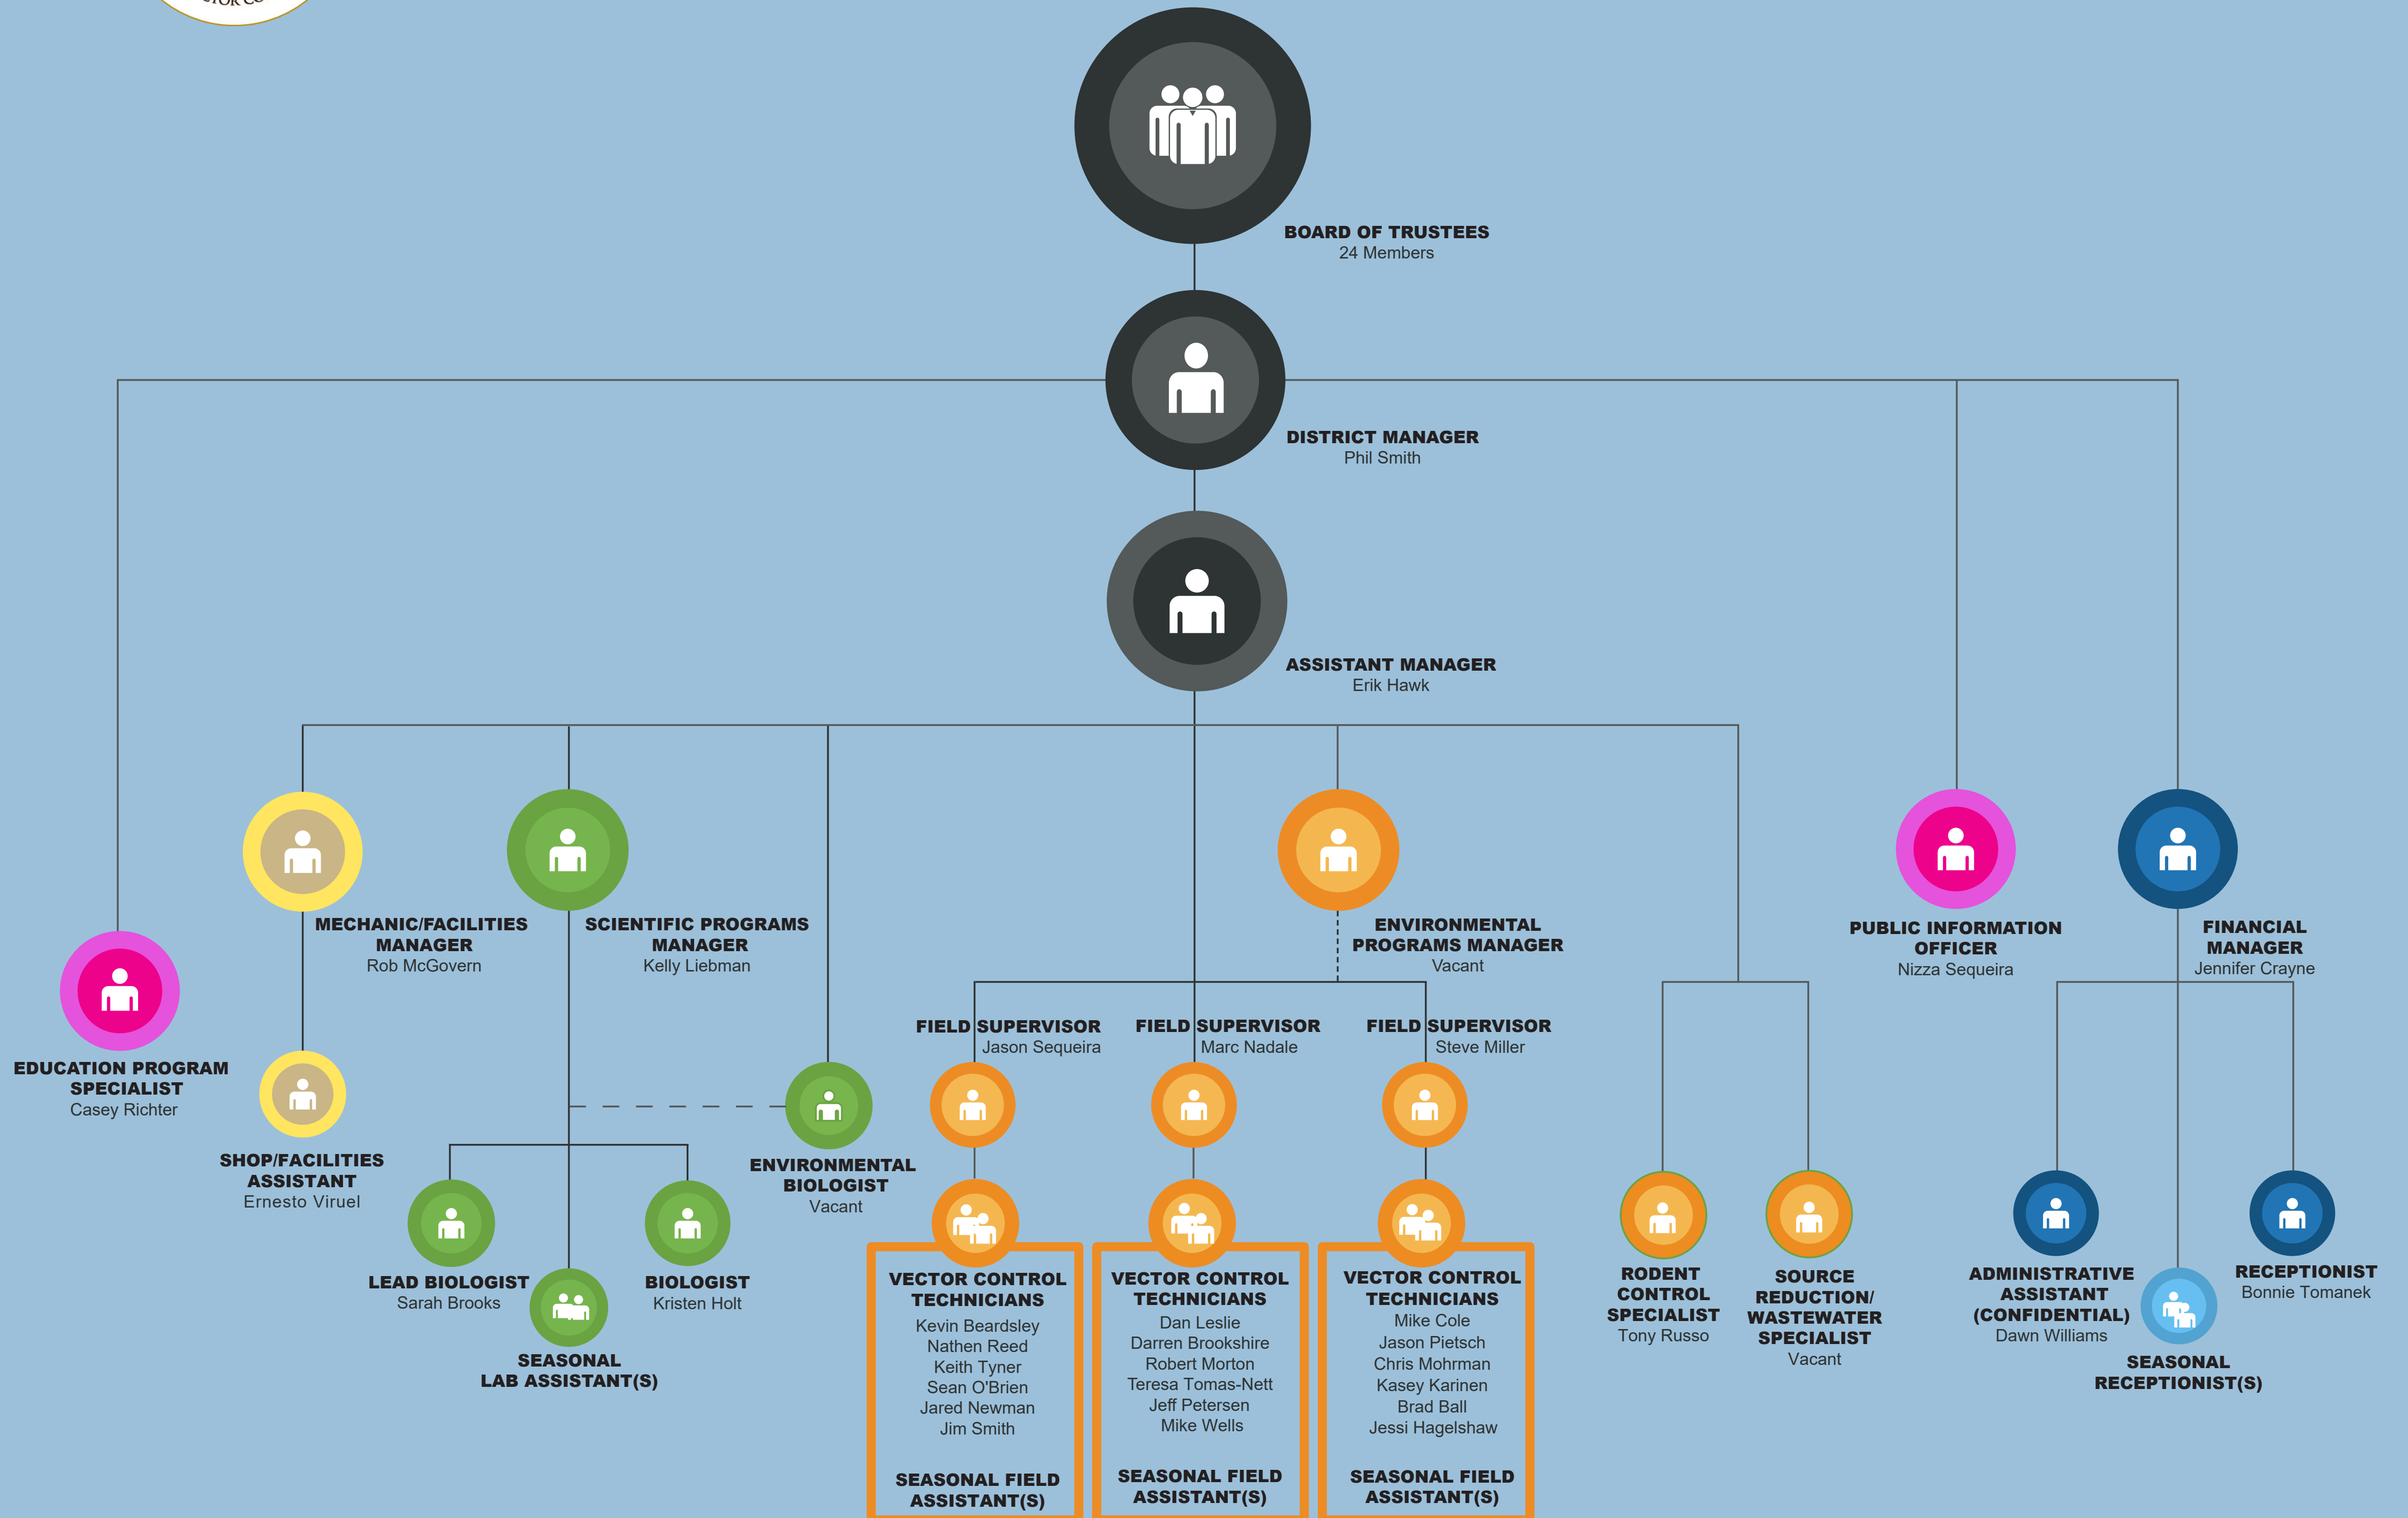 BOARD OF TRUSTEES
24 Members
DISTRICT MANAGER
Phil Smith
ASSISTANT MANAGER
Erik Hawk
MECHANIC/FACILITIES
MANAGER
Rob McGovern
SCIENTIFIC PROGRAMS
MANAGER
Kelly Liebman
ENVIRONMENTAL
PROGRAMS MANAGER
Vacant
PUBLIC INFORMATION
OFFICER
Nizza Sequeira
FINANCIAL
MANAGER
Jennifer Crayne
EDUCATION PROGRAM
SPECIALIST
Casey Richter
FIELD SUPERVISOR
Jason Sequeira
FIELD SUPERVISOR
Marc Nadale
FIELD SUPERVISOR
Steve Miller
SHOP/FACILITIES
ASSISTANT
Ernesto Viruel
ENVIRONMENTAL
BIOLOGIST
Vacant
LEAD BIOLOGIST
Sarah Brooks
BIOLOGIST
Kristen Holt
SEASONAL
LAB ASSISTANT(S)
VECTOR CONTROL
TECHNICIANS
Kevin Beardsley
Nathen Reed
Keith Tyner
Sean O'Brien
Jared Newman
Jim Smith
SEASONAL FIELD
ASSISTANT(S)
VECTOR CONTROL
TECHNICIANS
Dan Leslie
Darren Brookshire
Robert Morton
Teresa Tomas-Nett
Jeff Petersen
Mike Wells
SEASONAL FIELD
ASSISTANT(S)
VECTOR CONTROL
TECHNICIANS
Mike Cole
Jason Pietsch
Chris Mohrman
Kasey Karinen
Brad Ball
Jessi Hagelshaw
SEASONAL FIELD
ASSISTANT(S)
RODENT
CONTROL
SPECIALIST
Tony Russo
SOURCE
REDUCTION/
WASTEWATER
SPECIALIST
Vacant
ADMINISTRATIVE
ASSISTANT
(CONFIDENTIAL)
Dawn Williams
RECEPTIONIST
Bonnie Tomanek
SEASONAL
RECEPTIONIST(S)